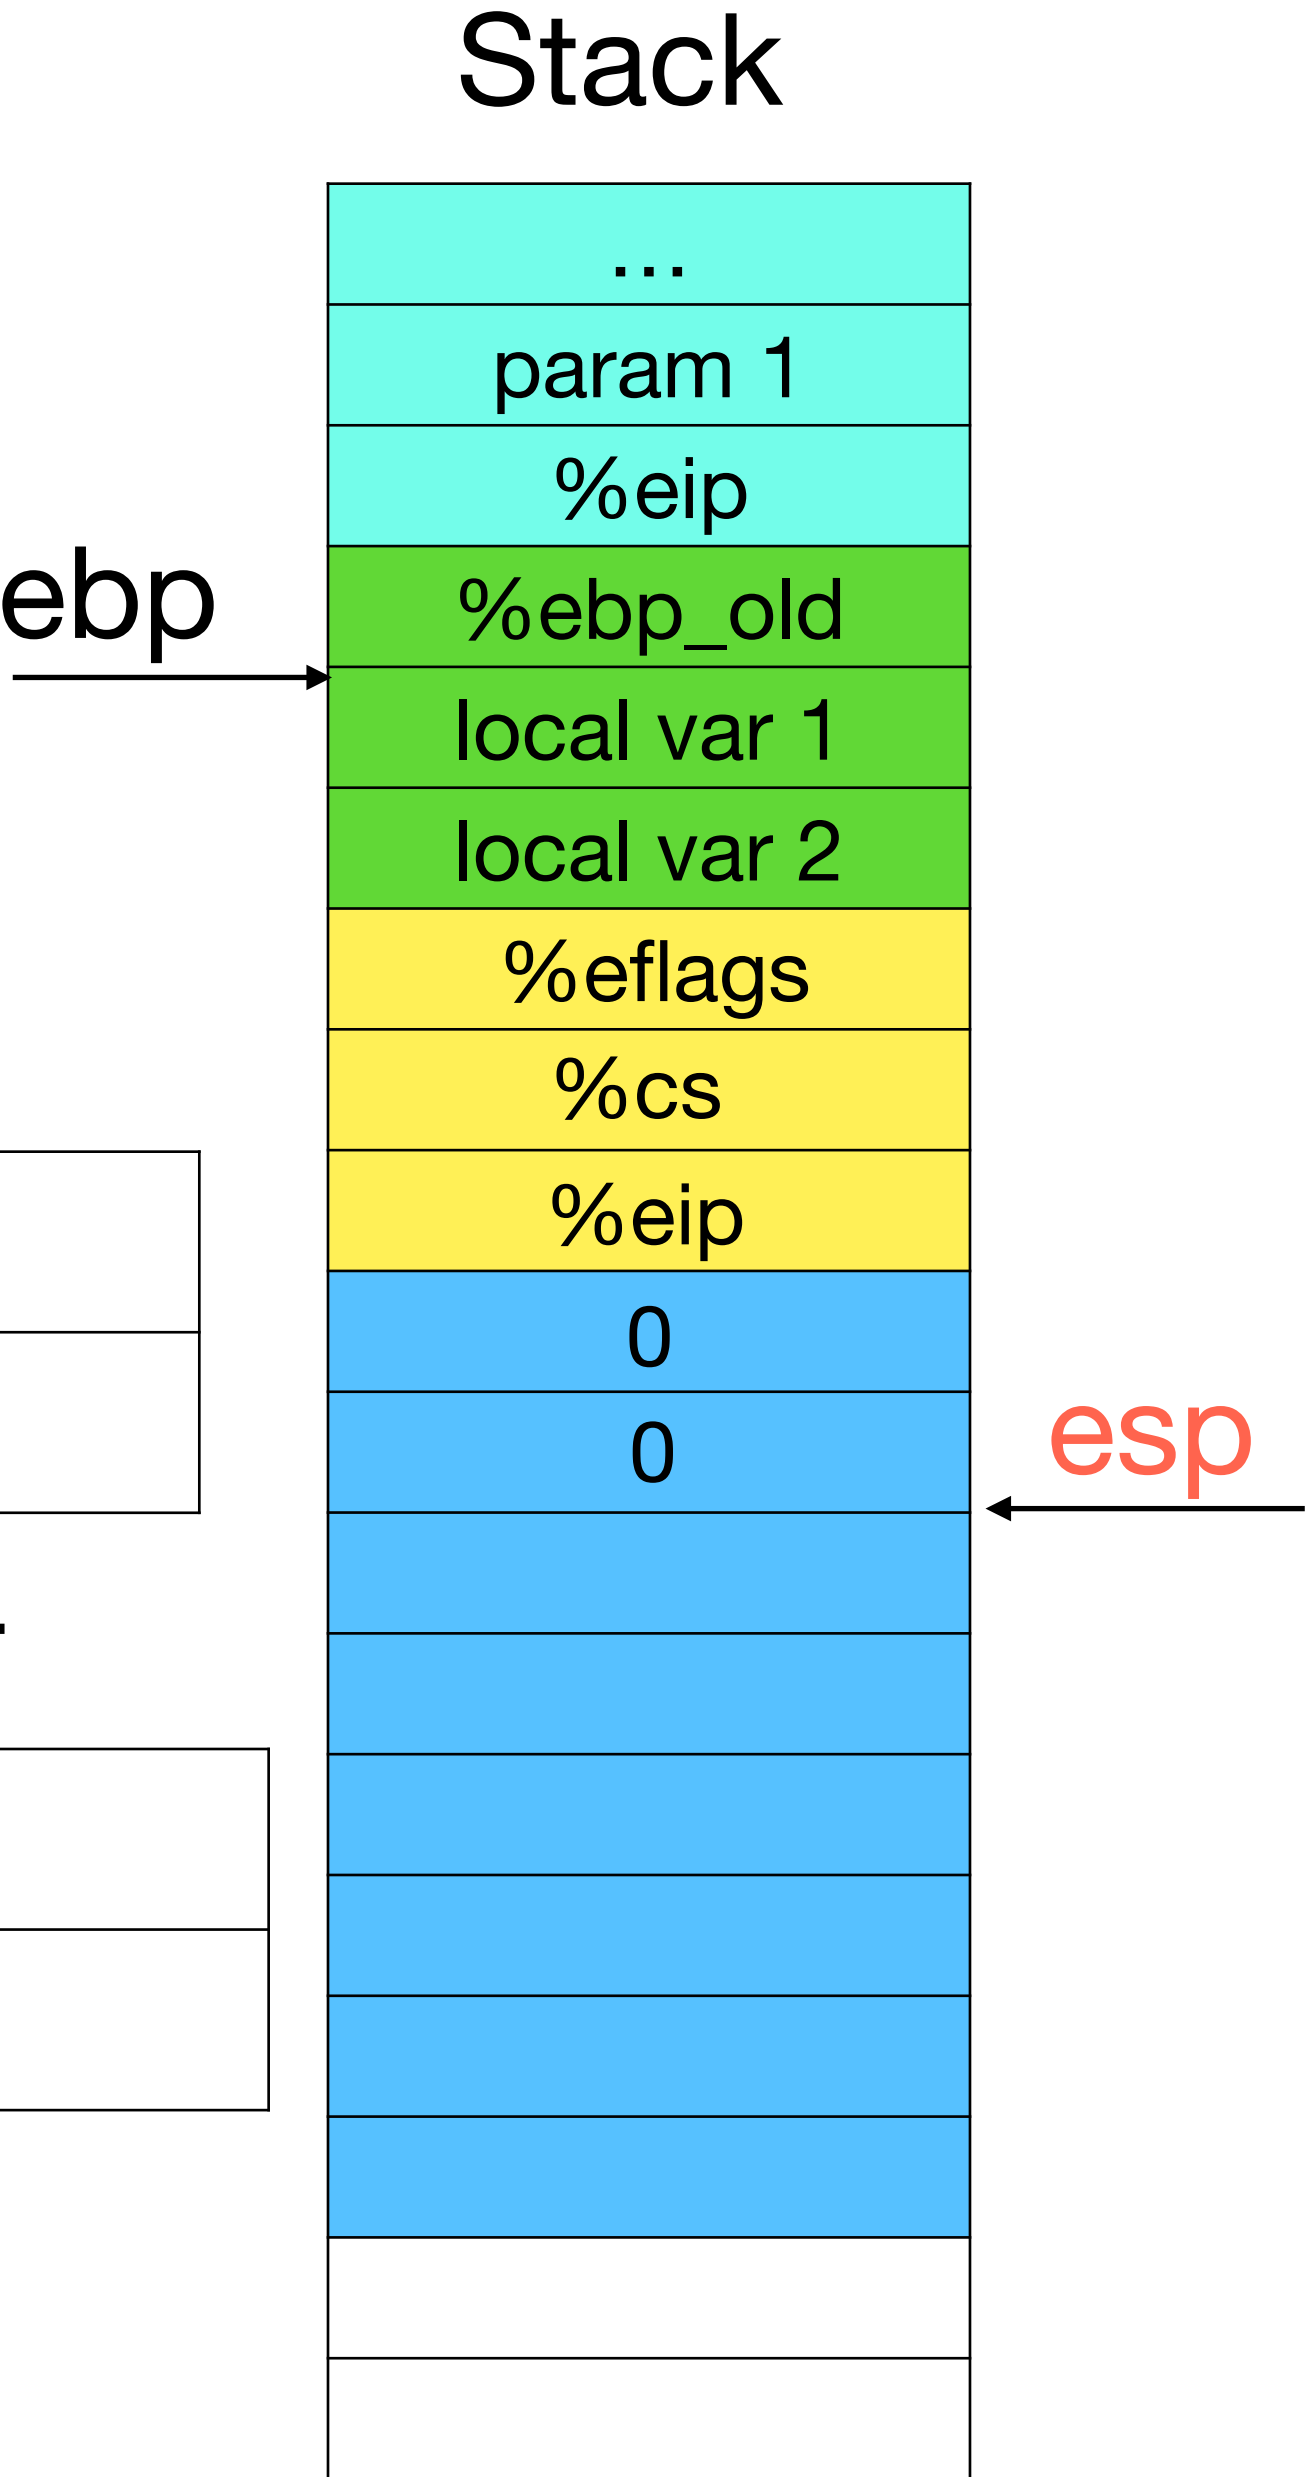 Stack
...
param 1
%eip
ebp
%ebp_old
local var 1
local var 2
%eflags
%cs
%eip
0
0
esp
.